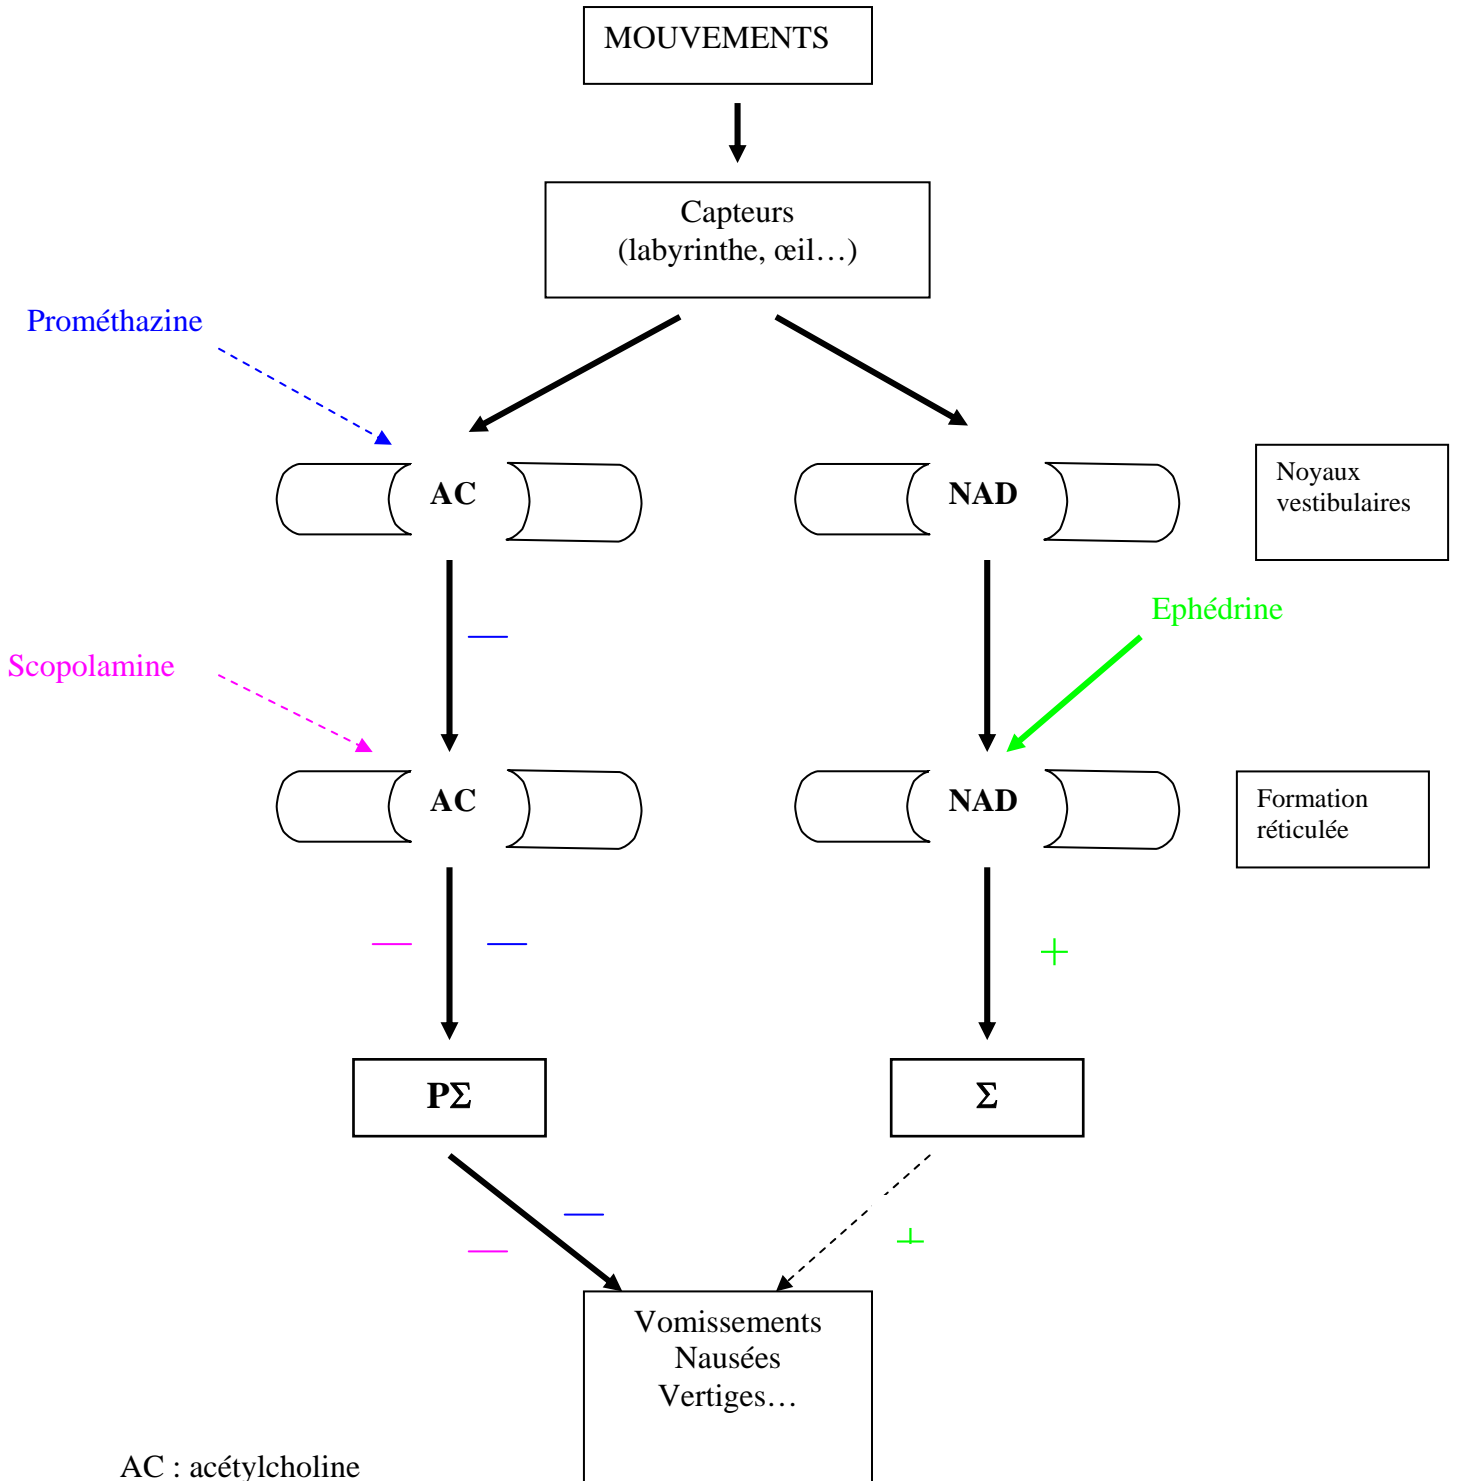 MOUVEMENTS
Capteurs
(labyrinthe, œil…)
Prométhazine
AC
NAD
Noyaux
vestibulaires
Ephédrine
Scopolamine
AC
NAD
Formation
réticulée
PΣ
Σ
Vomissements
Nausées
Vertiges…
AC : acétylcholine